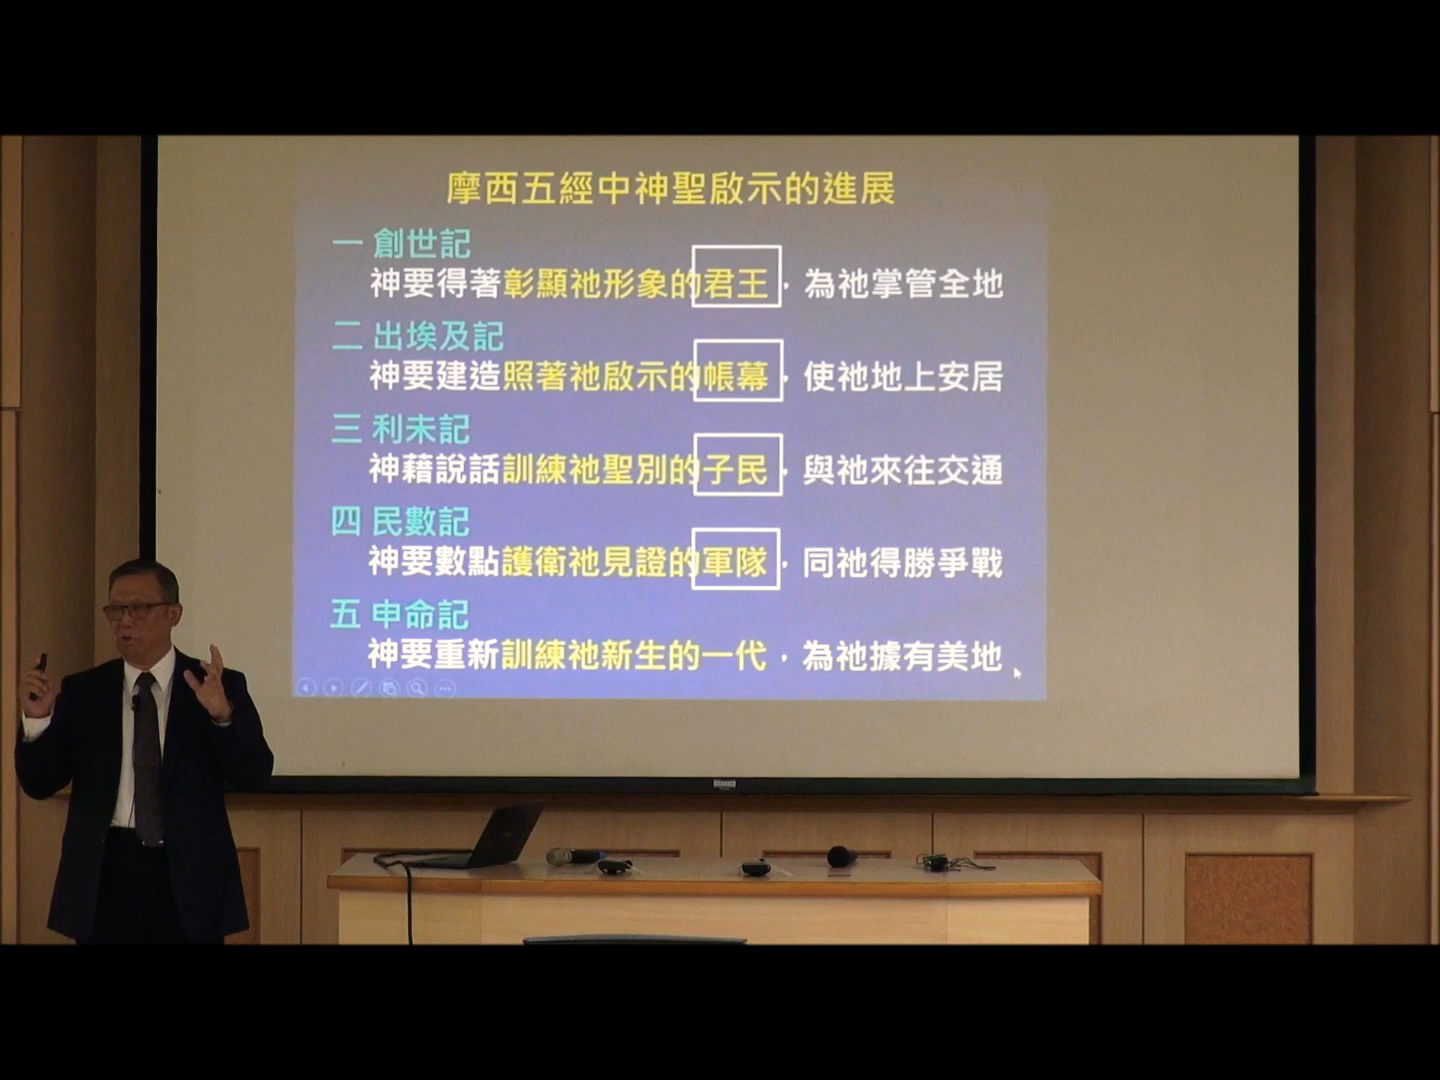 摩西五經中神聖啟示的進展
一 創世記
神要得著彰顯祂形象的君王，為祂掌管全地
二 出埃及記
神要建造照著祂啟示的帳幕，使祂地上安居
三 利未記
神藉說話訓練祂聖別的子民，與祂來往交通
四 民數記
神要數點護衛祂見證的軍隊，同祂得勝爭戰
五 申命記
神要重新訓練祂新生的一代，為祂據有美地